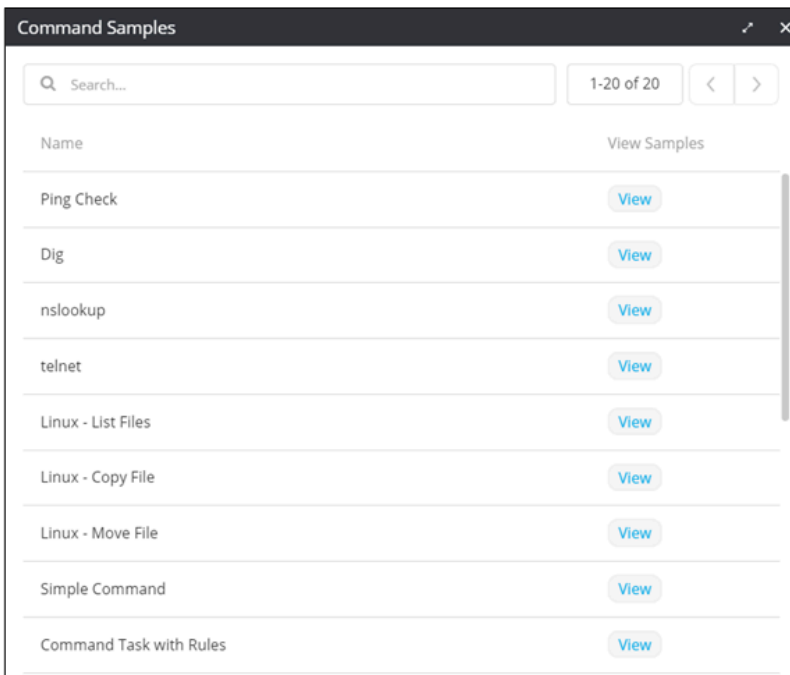 Command Samples
Search...
1-20 of 20
Name View Samples
Ping Check View
Dig View
nslookup View
telnet View
Linux - List Files View
Linux - Copy File View
Linux - Move File View
Simple Command View
Command Task with Rules View